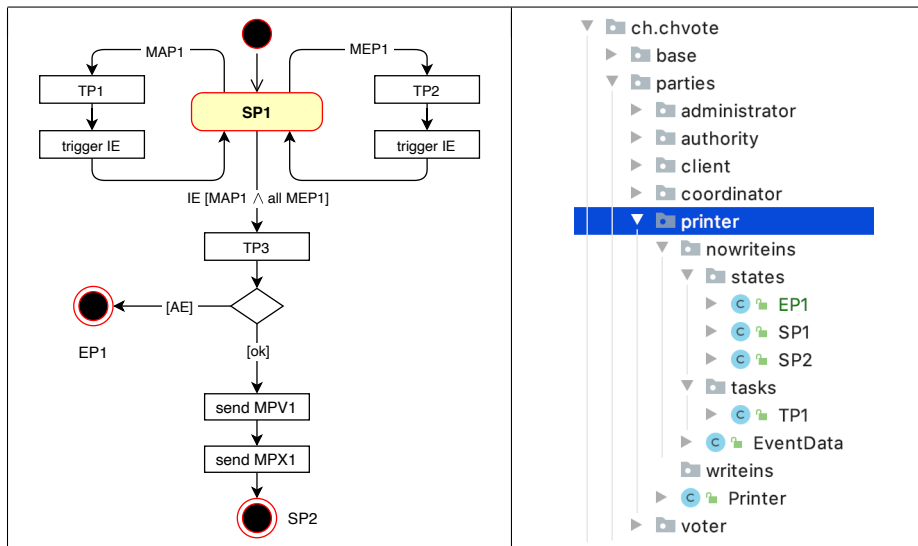 MAP1
MEP1
TP1
SP1
TP2
trigger IE
trigger IE
IE [MAP1 ∧ all MEP1]
TP3
[AE]
EP1
[ok]
send MPV1
send MPX1
SP2
ch.chvote
base
parties
administrator
authority
client
coordinator
printer
nowriteins
states
C EP1
C SP1
C SP2
tasks
C TP1
C EventData
writeins
C Printer
voter